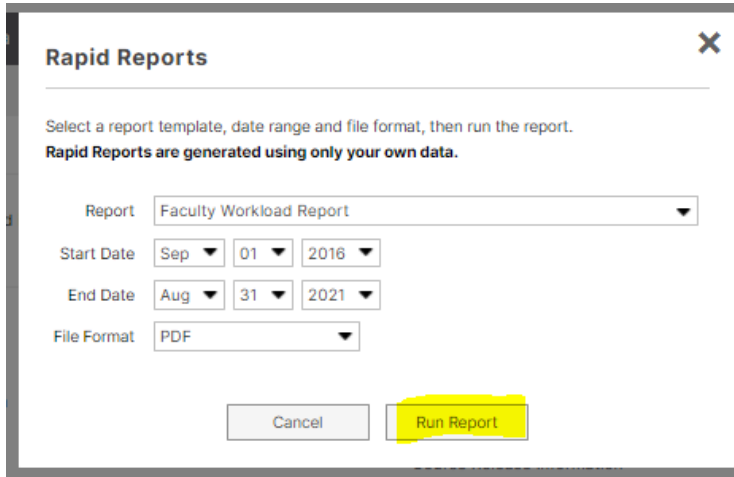 Rapid Reports
Select a report template, date range and file format, then run the report.
Rapid Reports are generated using only your own data.
Report Faculty Workload Report
Start Date Sep 01 2016
End Date Aug 31 2021
File Format PDF
Cancel Run Report